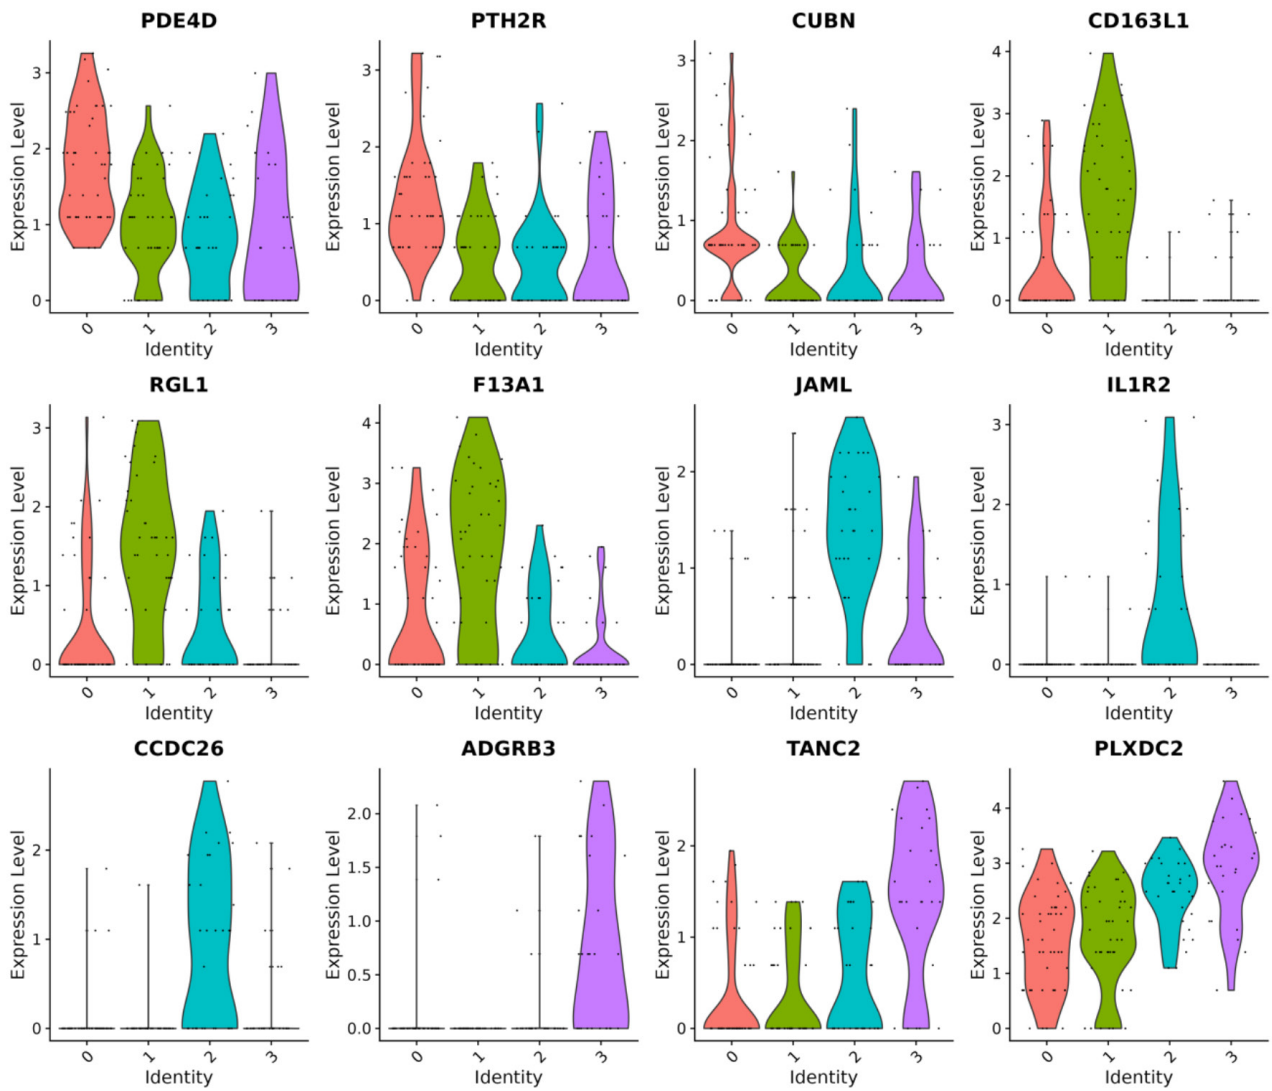 PDE4D PTH2R CUBN CD163L1
Expression Level Expression Level Expression Level Expression Level
3 3 3 4
2 2 2 3
1 1 1 2
0 0 0 1
0
0 1 2 3 0 1 2 3 0 1 2 3 0 1 2 3
Identity Identity Identity Identity
RGL1 F13A1 JAML IL1R2
Expression Level Expression Level Expression Level Expression Level
3 4 2 3
2 3 1 2
1 2 0 1
0 1 0
0
0 1 2 3 0 1 2 3 0 1 2 3 0 1 2 3
Identity Identity Identity Identity
CCDC26 ADGRB3 TANC2 PLXDC2
Expression Level Expression Level Expression Level Expression Level
2 2.0 2 4
1 1.5 1 3
0 1.0 0 2
0.5 1
0.0 0
0 1 2 3 0 1 2 3 0 1 2 3 0 1 2 3
Identity Identity Identity Identity